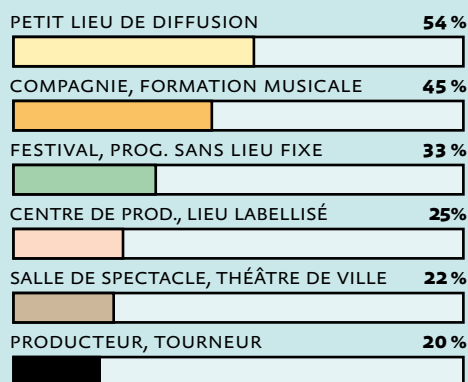 PETIT LIEU DE DIFFUSION 54 %
COMPAGNIE, FORMATION MUSICALE 45 %
FESTIVAL, PROG. SANS LIEU FIXE 33 %
CENTRE DE PROD., LIEU LABELLISÉ 25%
SALLE DE SPECTACLE, THÉÂTRE DE VILLE 22 %
PRODUCTEUR, TOURNEUR 20 %